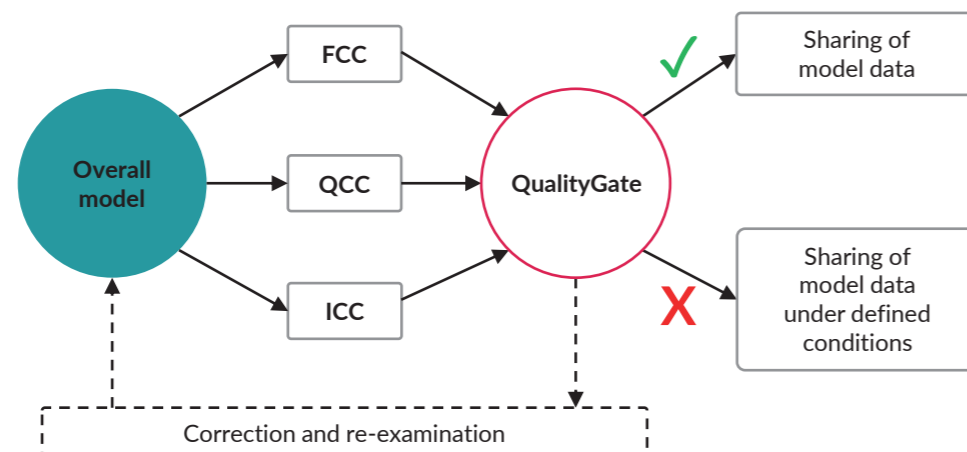 FCC
Sharing of
model data
Overall
model
QCC
QualityGate
ICC
Sharing of
model data
under defined
conditions
Correction and re-examination